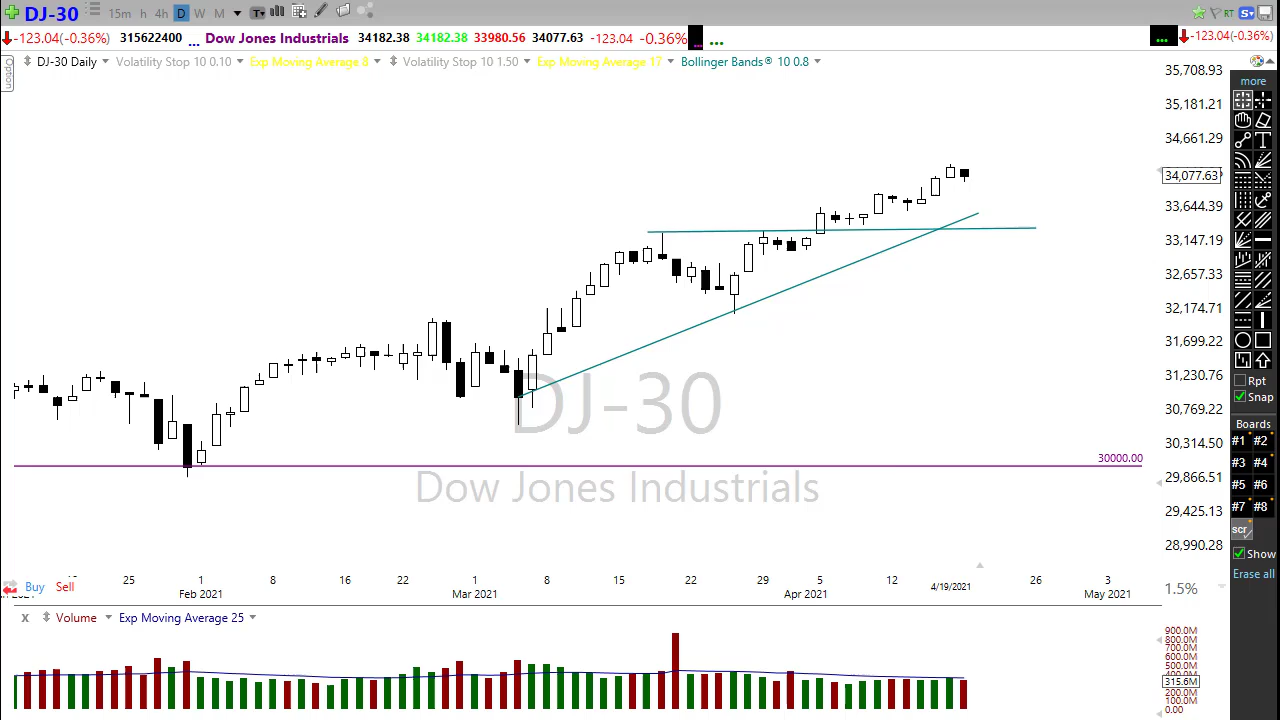 DJ-30 15m h 4h D W M T RT S
-123.04(-0.36%) 315622400 ... Dow Jones Industrials 34182.38 34182.38 33980.56 34077.63 -123.04 -0.36% ... ... ... -123.04(-0.36%)
Option
DJ-30 Daily Volatility Stop 10 0.10 Exp Moving Average 8 Volatility Stop 10 1.50 Exp Moving Average 17 Bollinger Bands® 10 0.8
35,708.93
35,181.21
34,661.29
34,077.63
33,644.39
33,147.19
32,657.33
32,174.71
31,699.22
31,230.76
30,769.22
30,314.50
29,866.51
29,425.13
28,990.28
DJ-30
Dow Jones Industrials
30000.00
more
T
Rpt
Snap
Boards
#1 #2
#3 #4
#5 #6
#7 #8
scr
Show
Erase all
25 1 8 16 22 1 8 15 22 29 5 12 4/19/2021 26 3
Feb 2021 Mar 2021 Apr 2021 May 2021
Buy Sell
1.5%
x Volume Exp Moving Average 25
900.0M
800.0M
700.0M
600.0M
500.0M
400.0M
315.6M
200.0M
100.0M
0.00